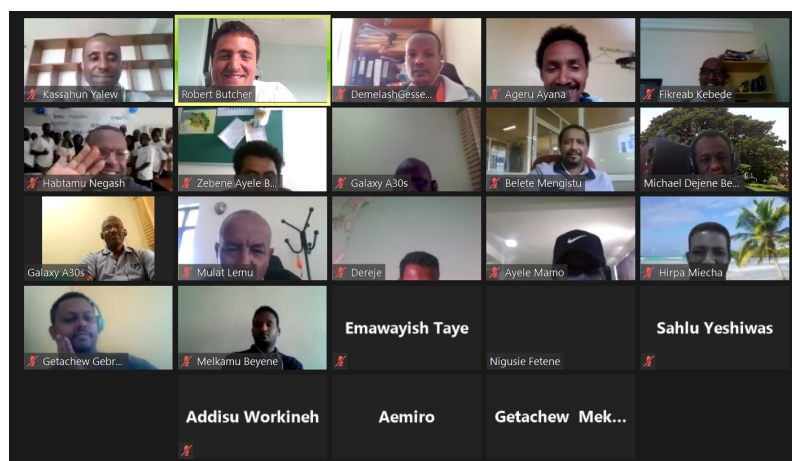 Kassahun Yalew
Robert Butcher
DemelashGesse...
Ageru Ayana
Fikreab Kebede
Habtamu Negash
Zebene Ayele B...
Galaxy A30s
Belete Mengistu
Michael Dejene Be...
Galaxy A30s
Mulat Lemu
Dereje
Ayele Mamo
Hirpa Miecha
Getachew Gebr...
Melkamu Beyene
Emawayish Taye
Nigusie Fetene
Sahlu Yeshiwas
Addisu Workineh
Aemiro
Getachew Mek...